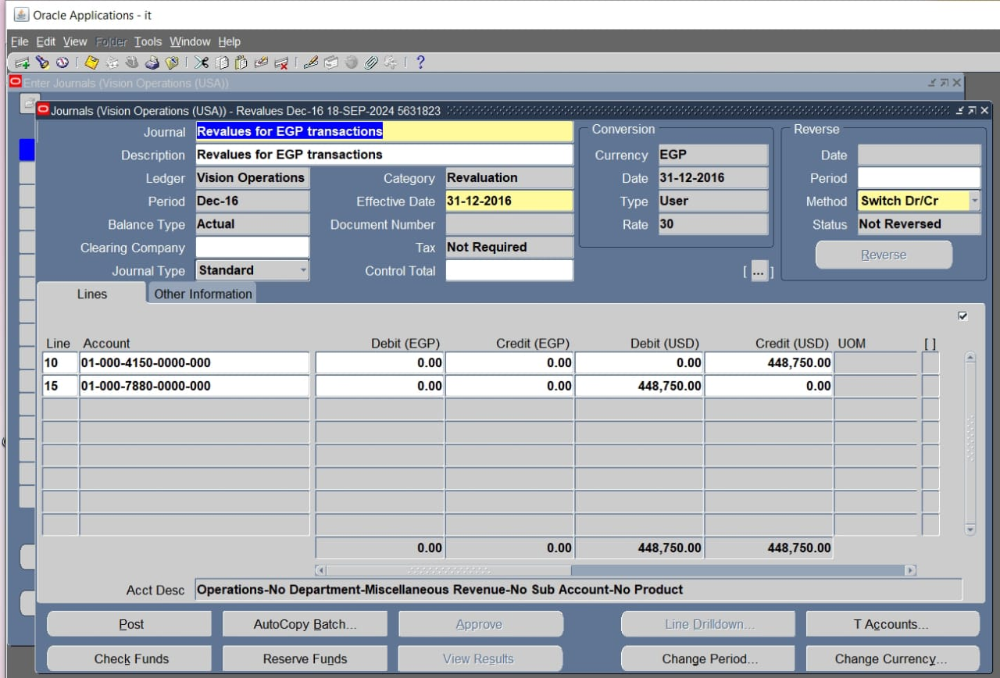 Oracle Applications - it
File Edit View Folder Tools Window Help
Enter Journals (Vision Operations (USA))
Journals (Vision Operations (USA)) - Revalues Dec-16 18-SEP-2024 5631823
Journal Revalues for EGP transactions
Description Revalues for EGP transactions
Ledger Vision Operations Category Revaluation
Period Dec-16 Effective Date 31-12-2016
Balance Type Actual Document Number
Clearing Company Tax Not Required
Journal Type Standard Control Total
Conversion
Currency EGP
Date 31-12-2016
Type User
Rate 30
Reverse
Date
Period
Method Switch Dr/Cr
Status Not Reversed
Reverse
[ ... ]
Lines Other Information
Line Account Debit (EGP) Credit (EGP) Debit (USD) Credit (USD) UOM [ ]
10 01-000-4150-0000-000 0.00 0.00 0.00 448,750.00
15 01-000-7880-0000-000 0.00 0.00 448,750.00 0.00
0.00 0.00 448,750.00 448,750.00
Acct Desc Operations-No Department-Miscellaneous Revenue-No Sub Account-No Product
Post AutoCopy Batch... Approve Line Drilldown... T Accounts...
Check Funds Reserve Funds View Results Change Period... Change Currency...